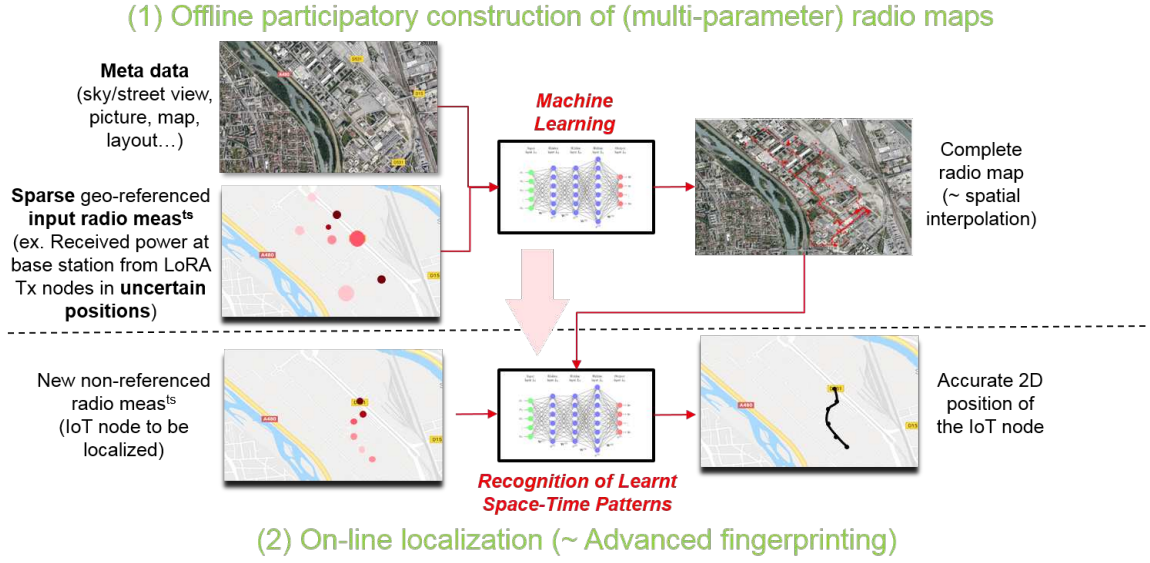 (1) Offline participatory construction of (multi-parameter) radio maps
Meta data
(sky/street view,
picture, map,
layout…)
Machine
Learning
Sparse geo-referenced
input radio measts
(ex. Received power at
base station from LoRA
Tx nodes in uncertain
positions)
A480
Complete
radio map
(~ spatial
interpolation)
New non-referenced
radio measts
(IoT node to be
localized)
A480
A480
Accurate 2D
position of
the IoT node
Recognition of Learnt
Space-Time Patterns
(2) On-line localization (~ Advanced fingerprinting)